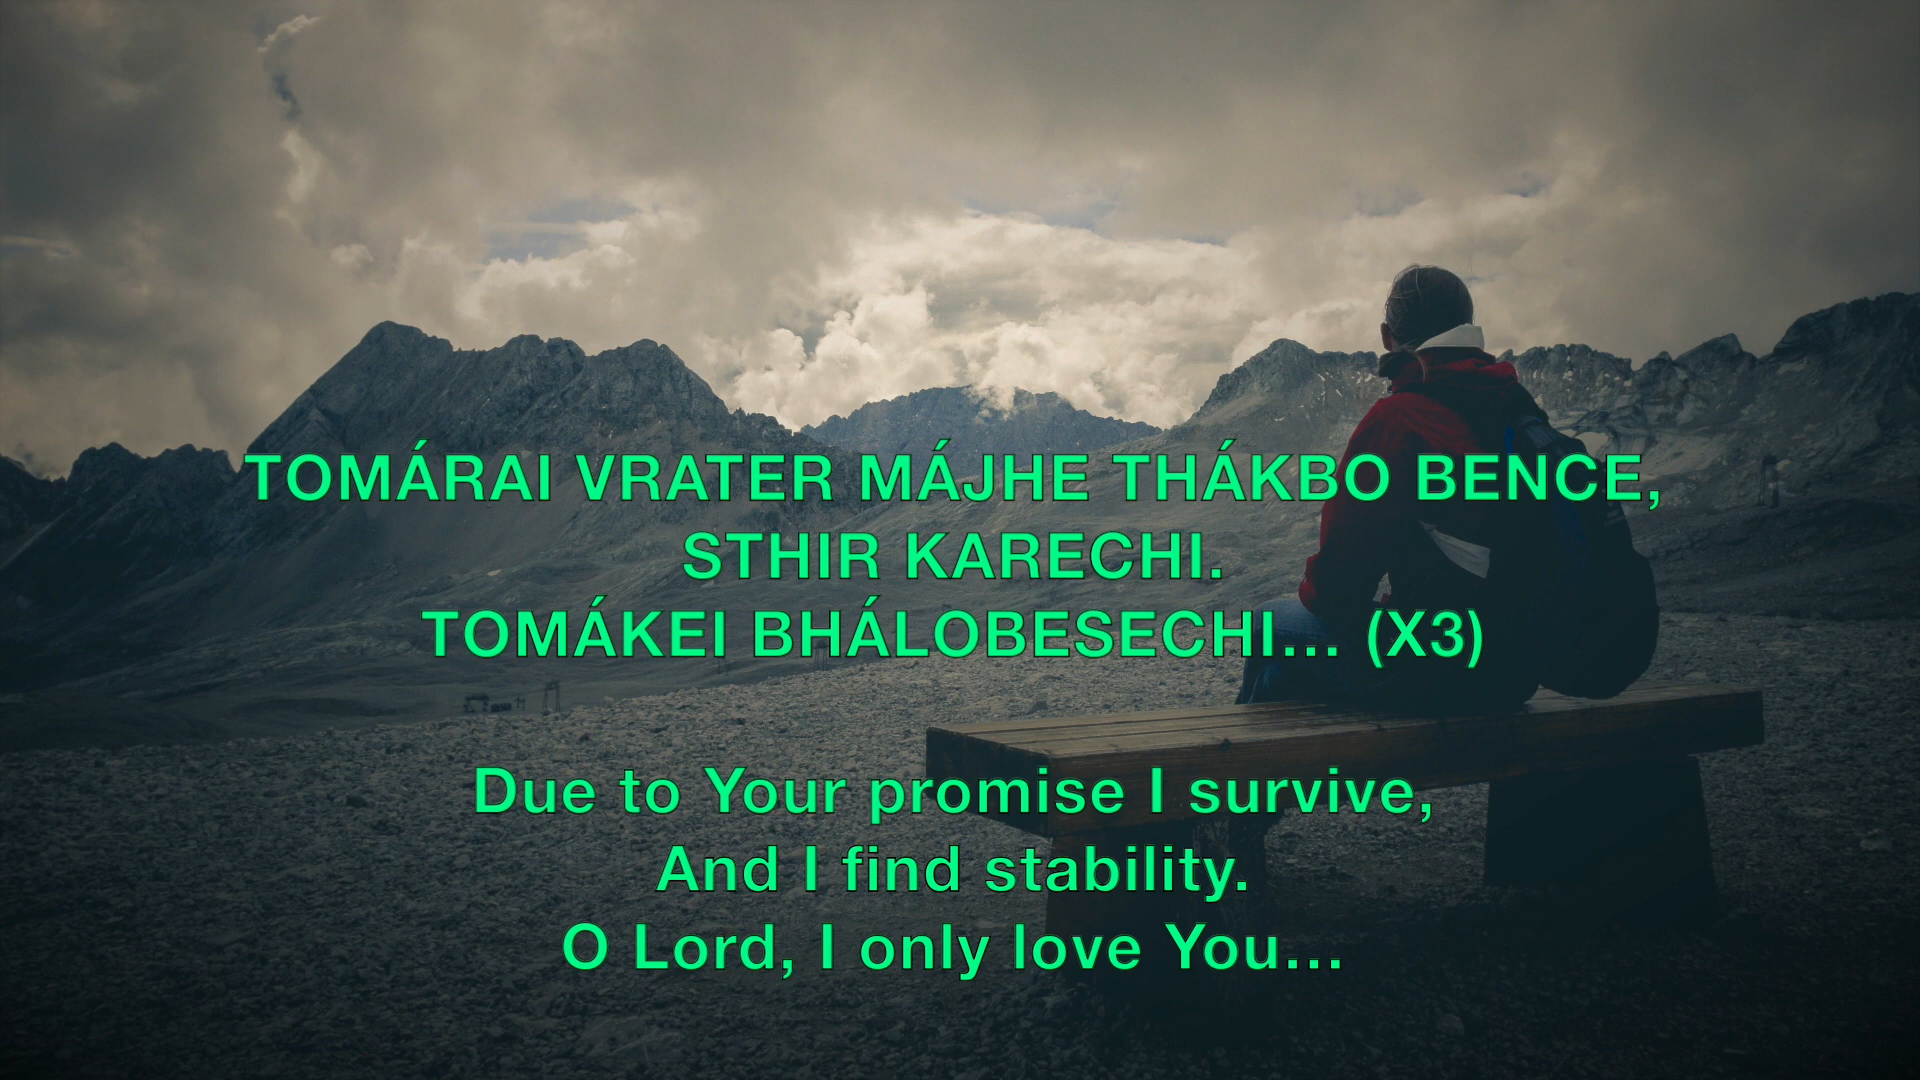 TOMÁRAI VRATER MÁJHE THÁKBO BENCE,
STHIR KARECHI.
TOMÁKEI BHÁLOBESECHI... (X3)
Due to Your promise I survive,
And I find stability.
O Lord, I only love You...